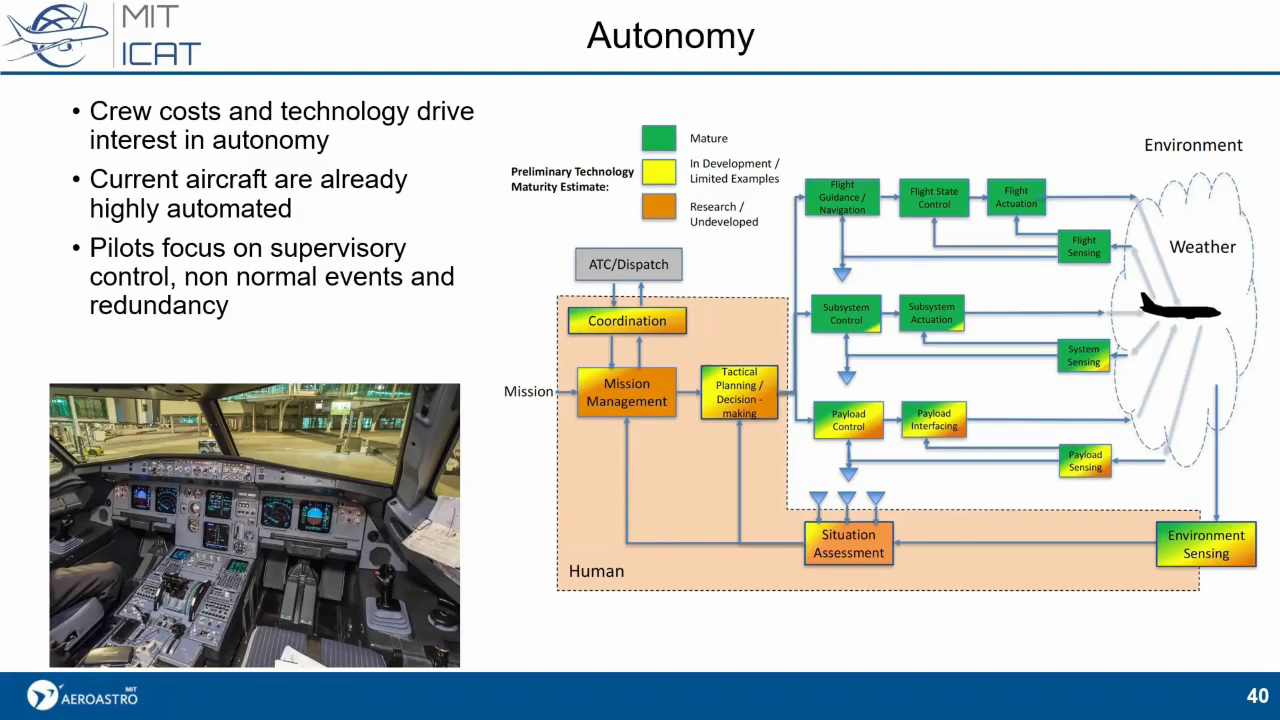 MIT
ICAT
Autonomy
• Crew costs and technology drive
interest in autonomy
• Current aircraft are already
highly automated
• Pilots focus on supervisory
control, non normal events and
redundancy
Preliminary Technology
Maturity Estimate:
Mature
In Development /
Limited Examples
Research /
Undeveloped
Environment
Weather
Flight
Guidance /
Navigation
Flight State
Control
Flight
Actuation
Flight
Sensing
ATC/Dispatch
Coordination
Subsystem
Control
Subsystem
Actuation
System
Sensing
Mission
Mission
Management
Tactical
Planning /
Decision -
making
Payload
Control
Payload
Interfacing
Payload
Sensing
Situation
Assessment
Environment
Sensing
Human
MIT
AEROASTRO
40